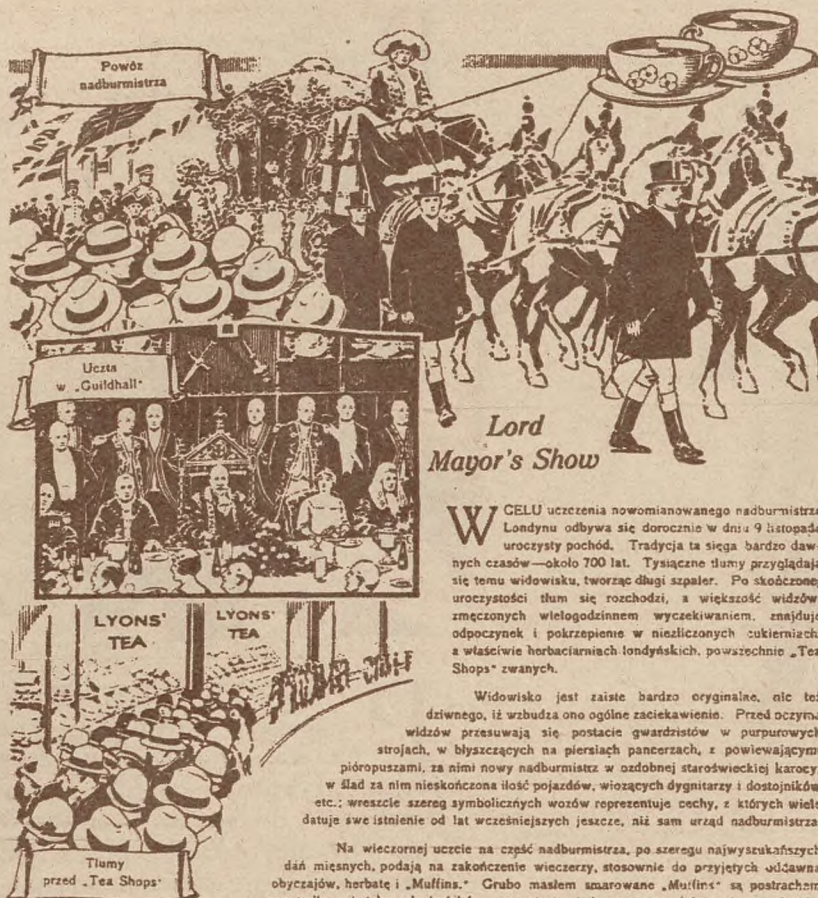 Powóz
nadburmistrza
Uczta
w „Guildhall"
Lord
Mayor's Show
W CELU uczczenia nowomianowanego nadburmistrza
Londynu odbywa się dorocznie w dniu 9 listopada
uroczysty pochód. Tradycja ta sięga bardzo daw-
nych czasów—około 700 lat. Tysiączne tłumy przyglądają
się temu widowisku, tworząc długi szpaler. Po skończonej
uroczystości tłum się rozchodzi, a większość widzów
zmęczonych wielogodzinnem wyczekiwaniem, znajduje
odpoczynek i pokrzepienie w niezliczonych cukierniach
a właściwie herbaciarniach londyńskich, powszechnie „Tea
Shops" zwanych.
LYONS'
TEA
LYONS'
TEA
Widowisko jest zaiste bardzo oryginalne, nic też
dziwnego, iż wzbudza ono ogólne zaciekawienie. Przed oczyma
widzów przesuwają się postacie gwardzistów w purpurowych
strojach, w błyszczących na piersiach pancerzach, z powiewającymi
pióropuszami, za nimi nowy nadburmistrz w ozdobnej staroświeckiej karocy,
w ślad za nim nieskończona ilość pojazdów, wiozących dygnitarzy i dostojników
etc.; wreszcie szereg symbolicznych wozów reprezentuje cechy, z których wiele
datuje swe istnienie od lat wcześniejszych jeszcze, niż sam urząd nadburmistrza
Tłumy
przed „Tea Shops"
Na wieczornej uczcie na część nadburmistrza, po szeregu najwyszukańszych
dań mięsnych, podają na zakończenie wieczerzy, stosownie do przyjętych oddawna
obyczajów, herbatę i „Muffins." Grubo masłem smarowane „Muffins" są postrachem